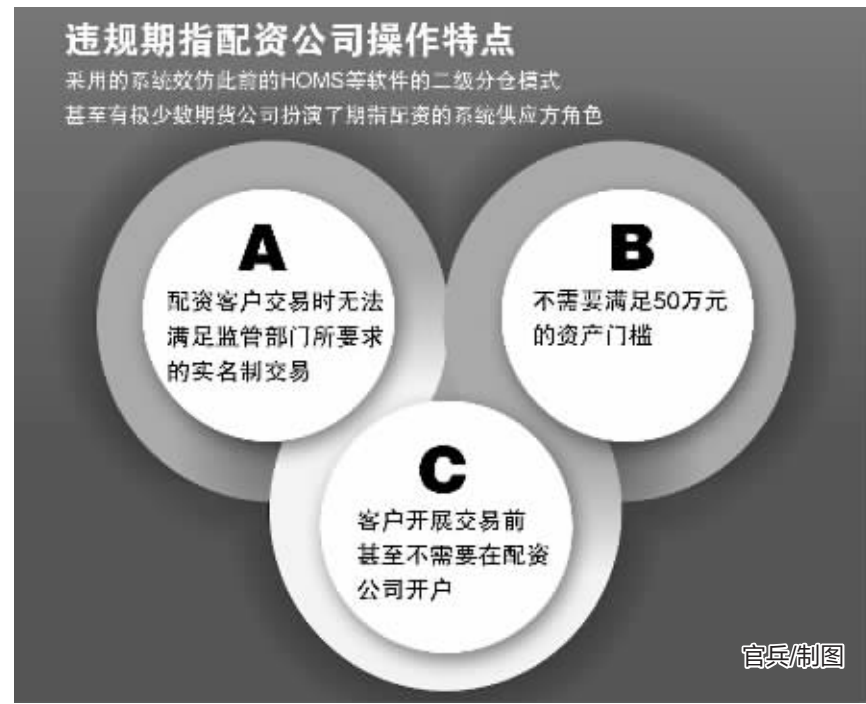 违规期指配资公司操作特点
采用的系统效仿此前的HOMS等软件的二级分仓模式
甚至有极少数期货公司扮演了期指配资的系统供应方角色
A
配资客户交易时无法
满足监管部门所要求
的实名制交易
B
不需要满足50万元
的资产门槛
C
客户开展交易前
甚至不需要在配资
公司开户
官兵/制图